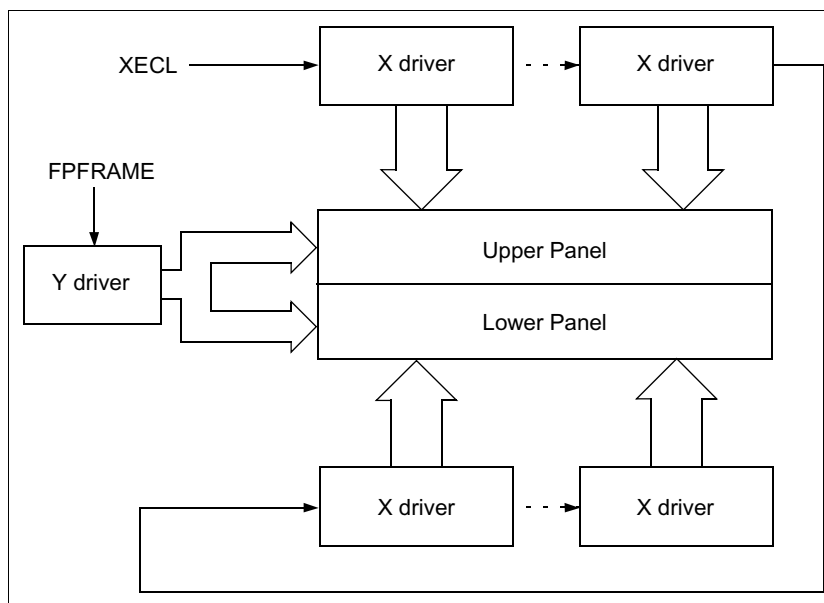 XECL
X driver
X driver
FPFRAME
Y driver
Upper Panel
Lower Panel
X driver
X driver